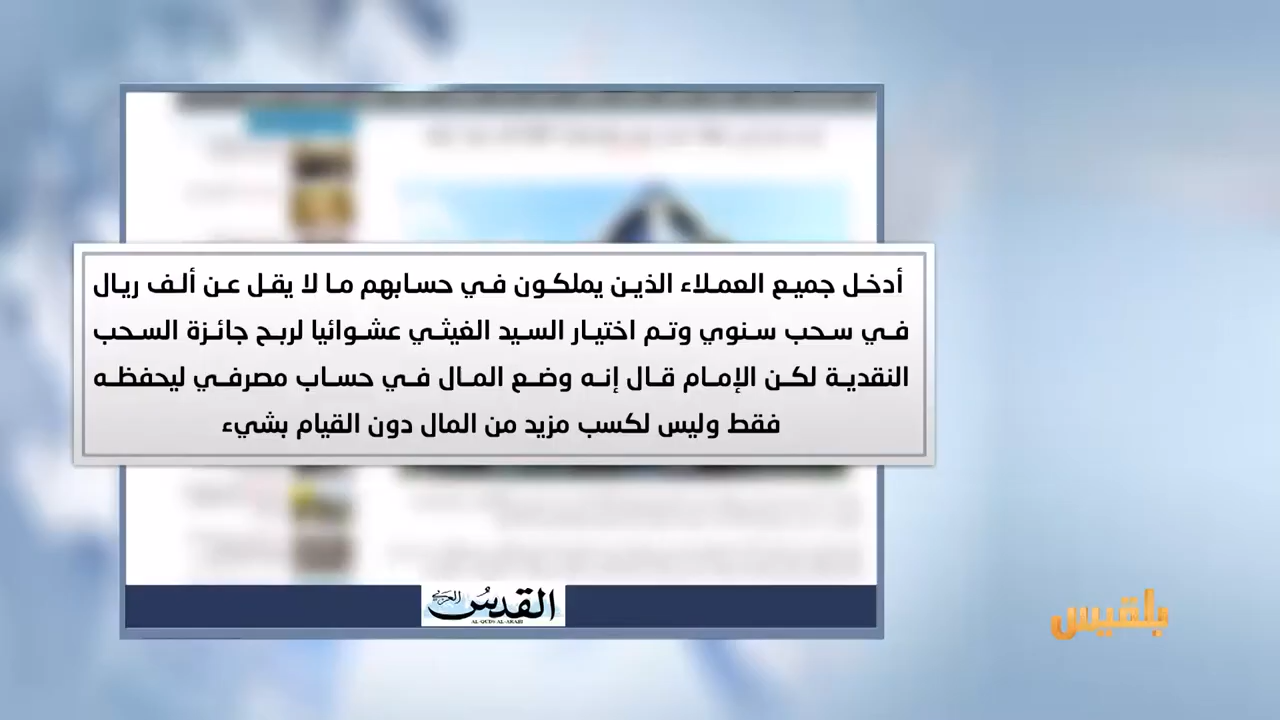 أدخل جميع العملاء الذين يملكون في حسابهم ما لا يقل عن ألف ريال
في سحب سنوي وتم اختيار السيد الغيثي عشوائيا لربح جائزة السحب
النقدية لكن الإمام قال إنه وضع المال في حساب مصرفي ليحفظه
فقط وليس لكسب مزيد من المال دون القيام بشيء
القدس العربي
AL-QUDS AL-ARABI
بلقيس